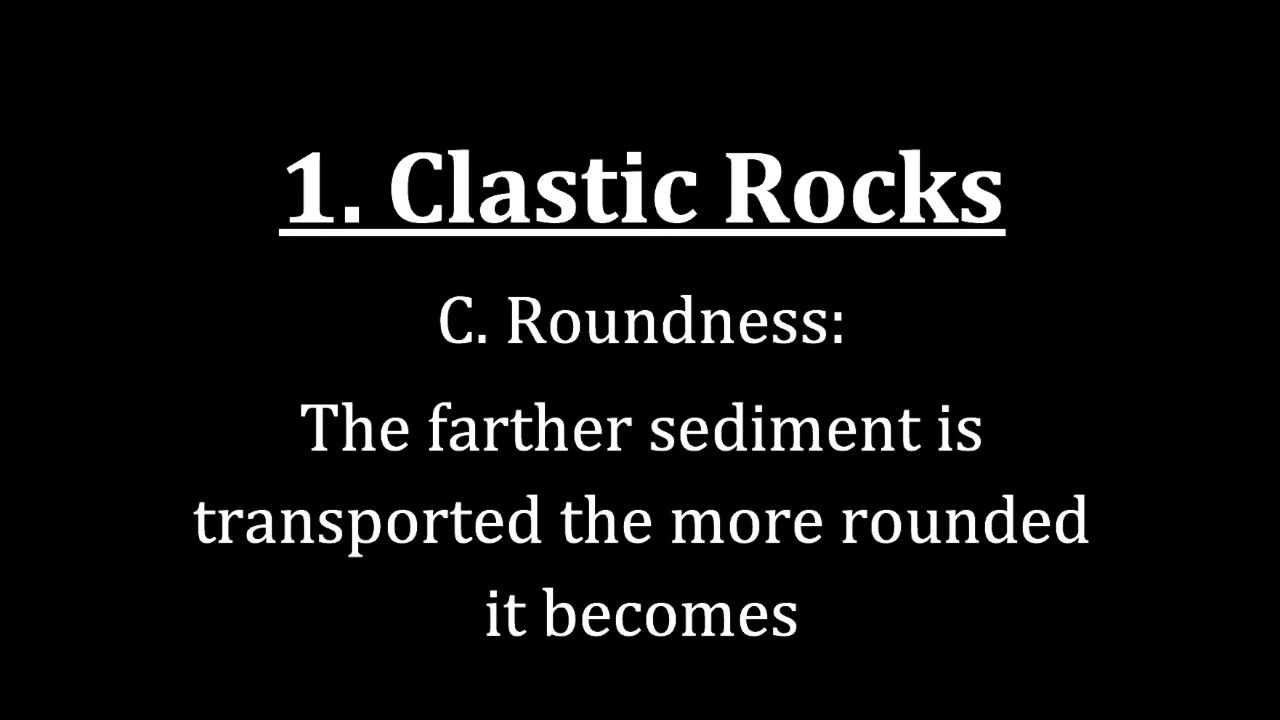 1. Clastic Rocks
C. Roundness:
The farther sediment is
transported the more rounded
it becomes